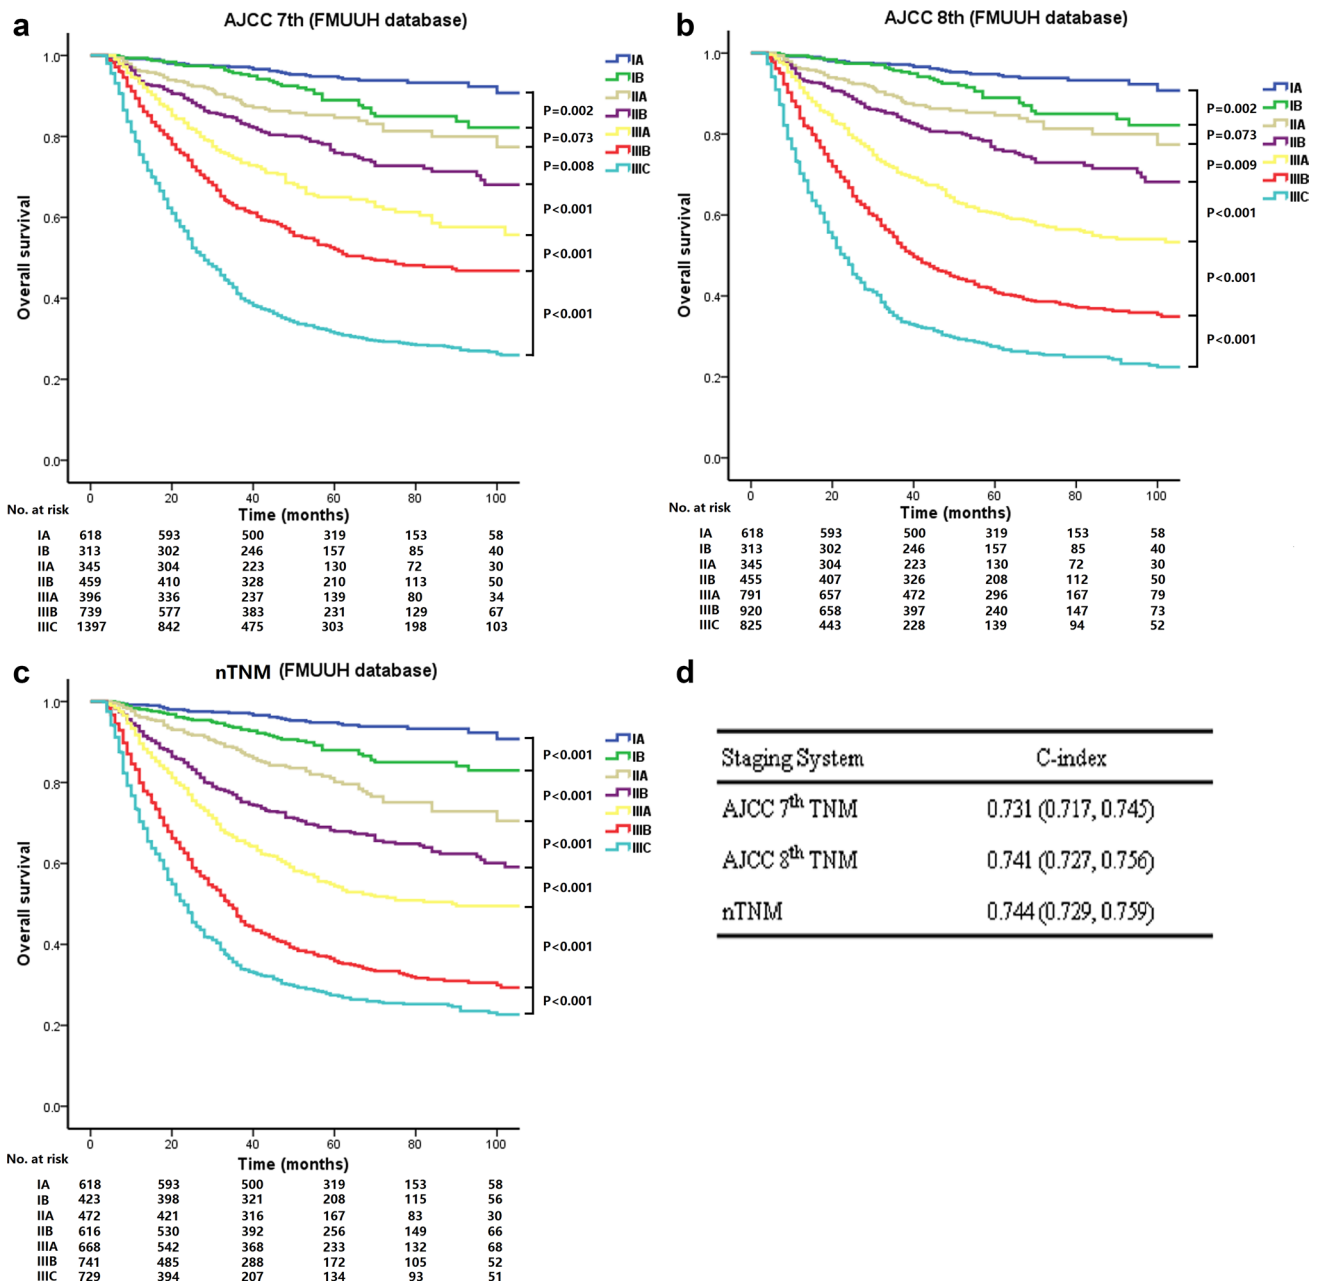 a
AJCC 7th (FMUUH database)
Overall survival
1.0
0.8
0.6
0.4
0.2
0.0
IA
IB
IIA
IIB
IIIA
IIIB
IIIC
P=0.002
P=0.073
P=0.008
P<0.001
P<0.001
P<0.001
0 20 40 60 80 100
Time (months)
No. at risk
IA 618 593 500 319 153 58
IB 313 302 246 157 85 40
IIA 345 304 223 130 72 30
IIB 459 410 328 210 113 50
IIIA 396 336 237 139 80 34
IIIB 739 577 383 231 129 67
IIIC 1397 842 475 303 198 103
b
AJCC 8th (FMUUH database)
Overall survival
1.0
0.8
0.6
0.4
0.2
0.0
IA
IB
IIA
IIB
IIIA
IIIB
IIIC
P=0.002
P=0.073
P=0.009
P<0.001
P<0.001
P<0.001
0 20 40 60 80 100
Time (months)
No. at risk
IA 618 593 500 319 153 58
IB 313 302 246 157 85 40
IIA 345 304 223 130 72 30
IIB 455 407 326 208 112 50
IIIA 791 657 472 296 167 79
IIIB 920 658 397 240 147 73
IIIC 825 443 228 139 94 52
c
nTNM (FMUUH database)
Overall survival
1.0
0.8
0.6
0.4
0.2
0.0
IA
IB
IIA
IIB
IIIA
IIIB
IIIC
P<0.001
P<0.001
P<0.001
P<0.001
P<0.001
P<0.001
0 20 40 60 80 100
Time (months)
No. at risk
IA 618 593 500 319 153 58
IB 423 398 321 208 115 56
IIA 472 421 316 167 83 30
IIB 616 530 392 256 149 66
IIIA 668 542 368 233 132 68
IIIB 741 485 288 172 105 52
IIIC 729 394 207 134 93 51
d
Staging System C-index
AJCC 7th TNM 0.731 (0.717, 0.745)
AJCC 8th TNM 0.741 (0.727, 0.756)
nTNM 0.744 (0.729, 0.759)